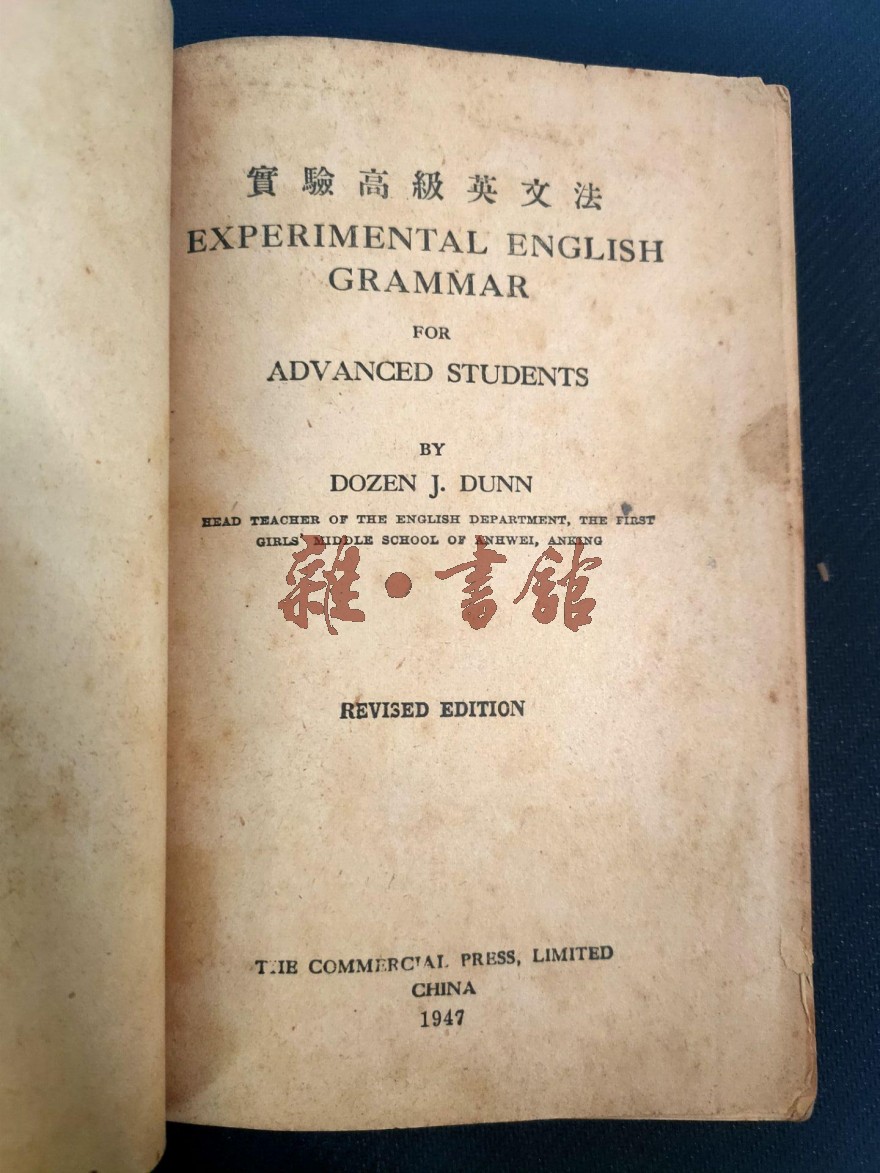 實驗高級英文法
EXPERIMENTAL ENGLISH
GRAMMAR
FOR
ADVANCED STUDENTS
BY
DOZEN J. DUNN
HEAD TEACHER OF THE ENGLISH DEPARTMENT, THE FIRST
GIRLS' MIDDLE SCHOOL OF ANHWEI, ANKING
雜·書館
REVISED EDITION
THE COMMERCIAL PRESS, LIMITED
CHINA
1947